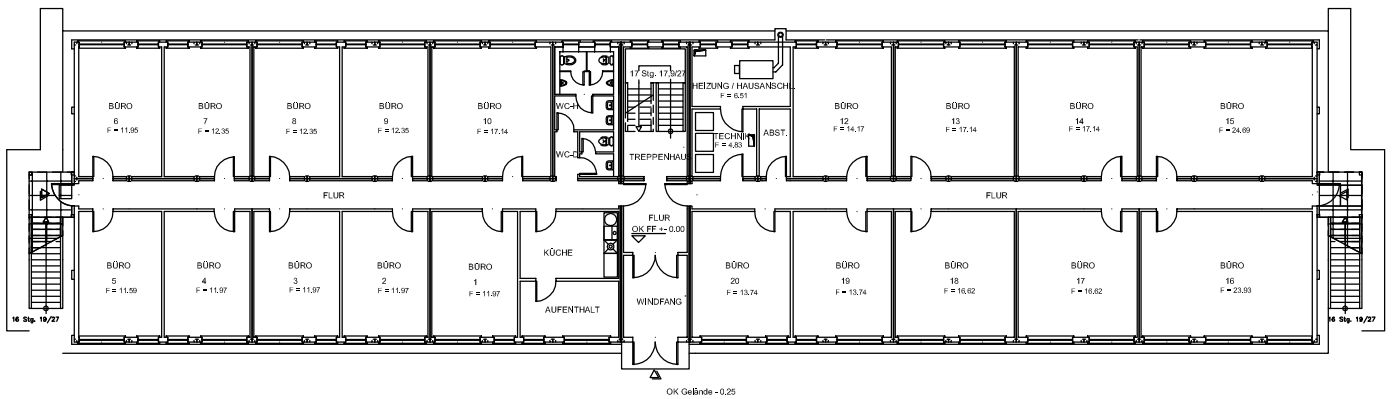 BÜRO
6
F = 11.95
BÜRO
7
F = 12.35
BÜRO
8
F = 12.35
BÜRO
9
F = 12.35
BÜRO
10
F = 17.14
WC-H
WC-D
17 Stg. 17,9/27
TREPPENHAUS
HEIZUNG / HAUSANSCHL.
F = 6.51
TECHNIK
F = 4.83
ABST.
BÜRO
12
F = 14.17
BÜRO
13
F = 17.14
BÜRO
14
F = 17.14
BÜRO
15
F = 24.69
FLUR
FLUR
FLUR
OK FF +- 0.00
BÜRO
5
F = 11.59
BÜRO
4
F = 11.97
BÜRO
3
F = 11.97
BÜRO
2
F = 11.97
BÜRO
1
F = 11.97
KÜCHE
AUFENTHALT
WINDFANG
BÜRO
20
F = 13.74
BÜRO
19
F = 13.74
BÜRO
18
F = 16.62
BÜRO
17
F = 16.62
BÜRO
16
F = 23.93
16 Stg. 19/27
16 Stg. 19/27
OK Gelände - 0.25